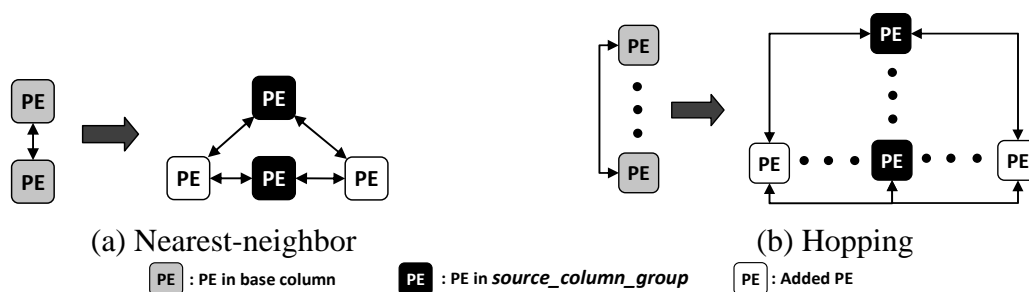 PE
PE
PE
PE
PE
PE
(a) Nearest-neighbor
PE
PE
PE
PE
PE
PE
(b) Hopping
PE : PE in base column
PE : PE in source_column_group
PE : Added PE